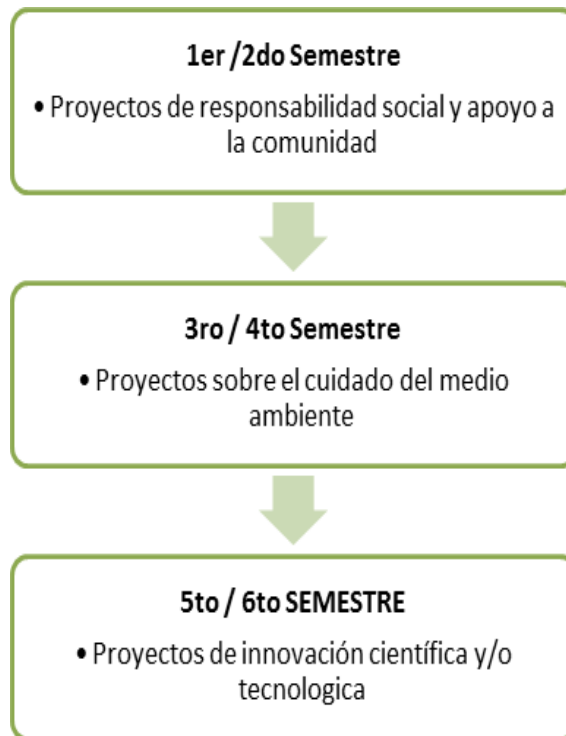 1er /2do Semestre
• Proyectos de responsabilidad social y apoyo a
la comunidad
3ro / 4to Semestre
• Proyectos sobre el cuidado del medio
ambiente
5to / 6to SEMESTRE
• Proyectos de innovación científica y/o
tecnologica